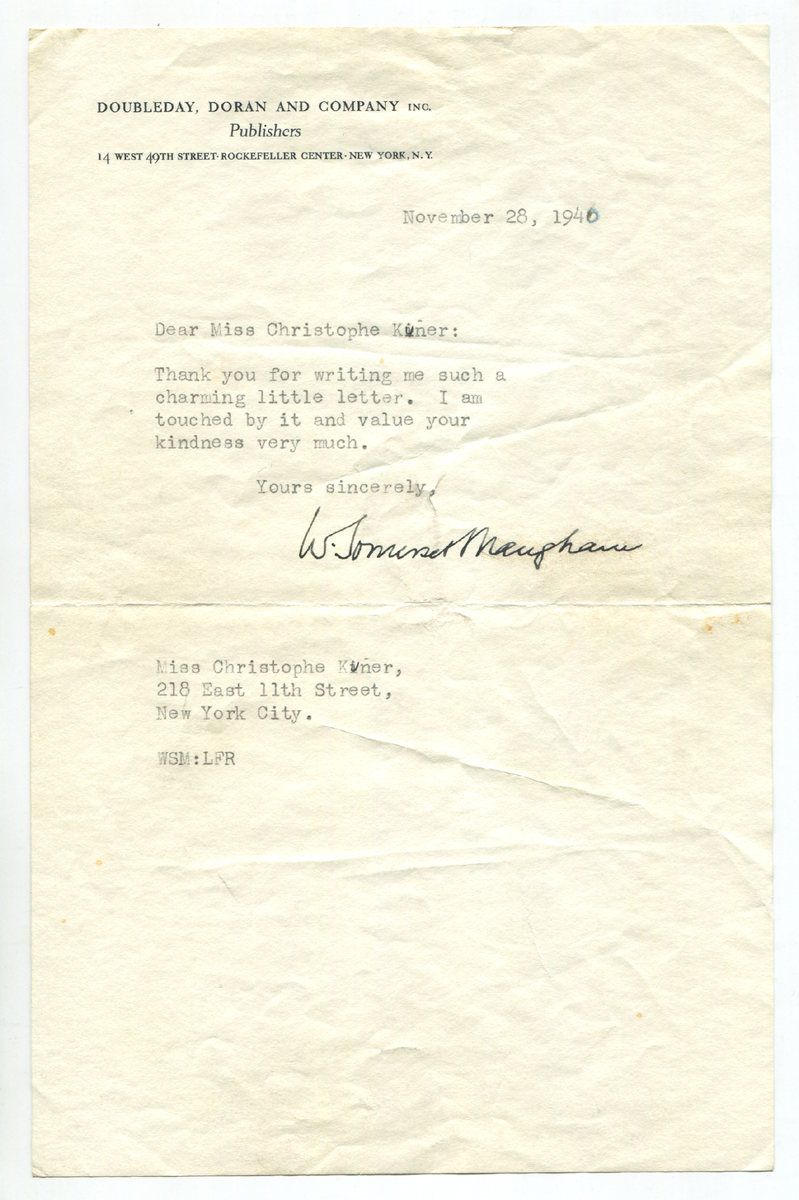 DOUBLEDAY, DORAN AND COMPANY INC.
Publishers
14 WEST 49TH STREET·ROCKEFELLER CENTER·NEW YORK, N.Y.
November 28, 1946
Dear Miss Christophe
Thank you for writing me such a
charming little letter. I am
touched by it and value your
kindness very much.
Yours sincerely,
W. Somerset Maugham
Miss Christophe
218 East 11th Street,
New York City.
WSM:LFR